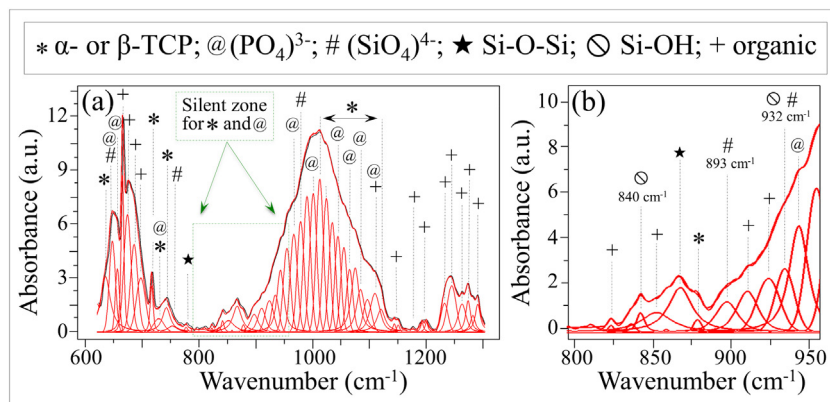 * α- or β-TCP; @ (PO₄)³⁻; # (SiO₄)⁴⁻; ★ Si-O-Si; ⦸ Si-OH; + organic
(a)
Absorbance (a.u.)
12
9
6
3
0
* # @ @ + + + + * * # @ *
★
Silent zone
for * and @
# *
@ @ @ @ @ @ @
+ + + + + + + + +
600 800 1000 1200
Wavenumber (cm⁻¹)
(b)
Absorbance (a.u.)
10
8
6
4
2
0
⦸ #
932 cm⁻¹
@
★
#
893 cm⁻¹
⦸
840 cm⁻¹
+ + * + +
800 850 900 950
Wavenumber (cm⁻¹)